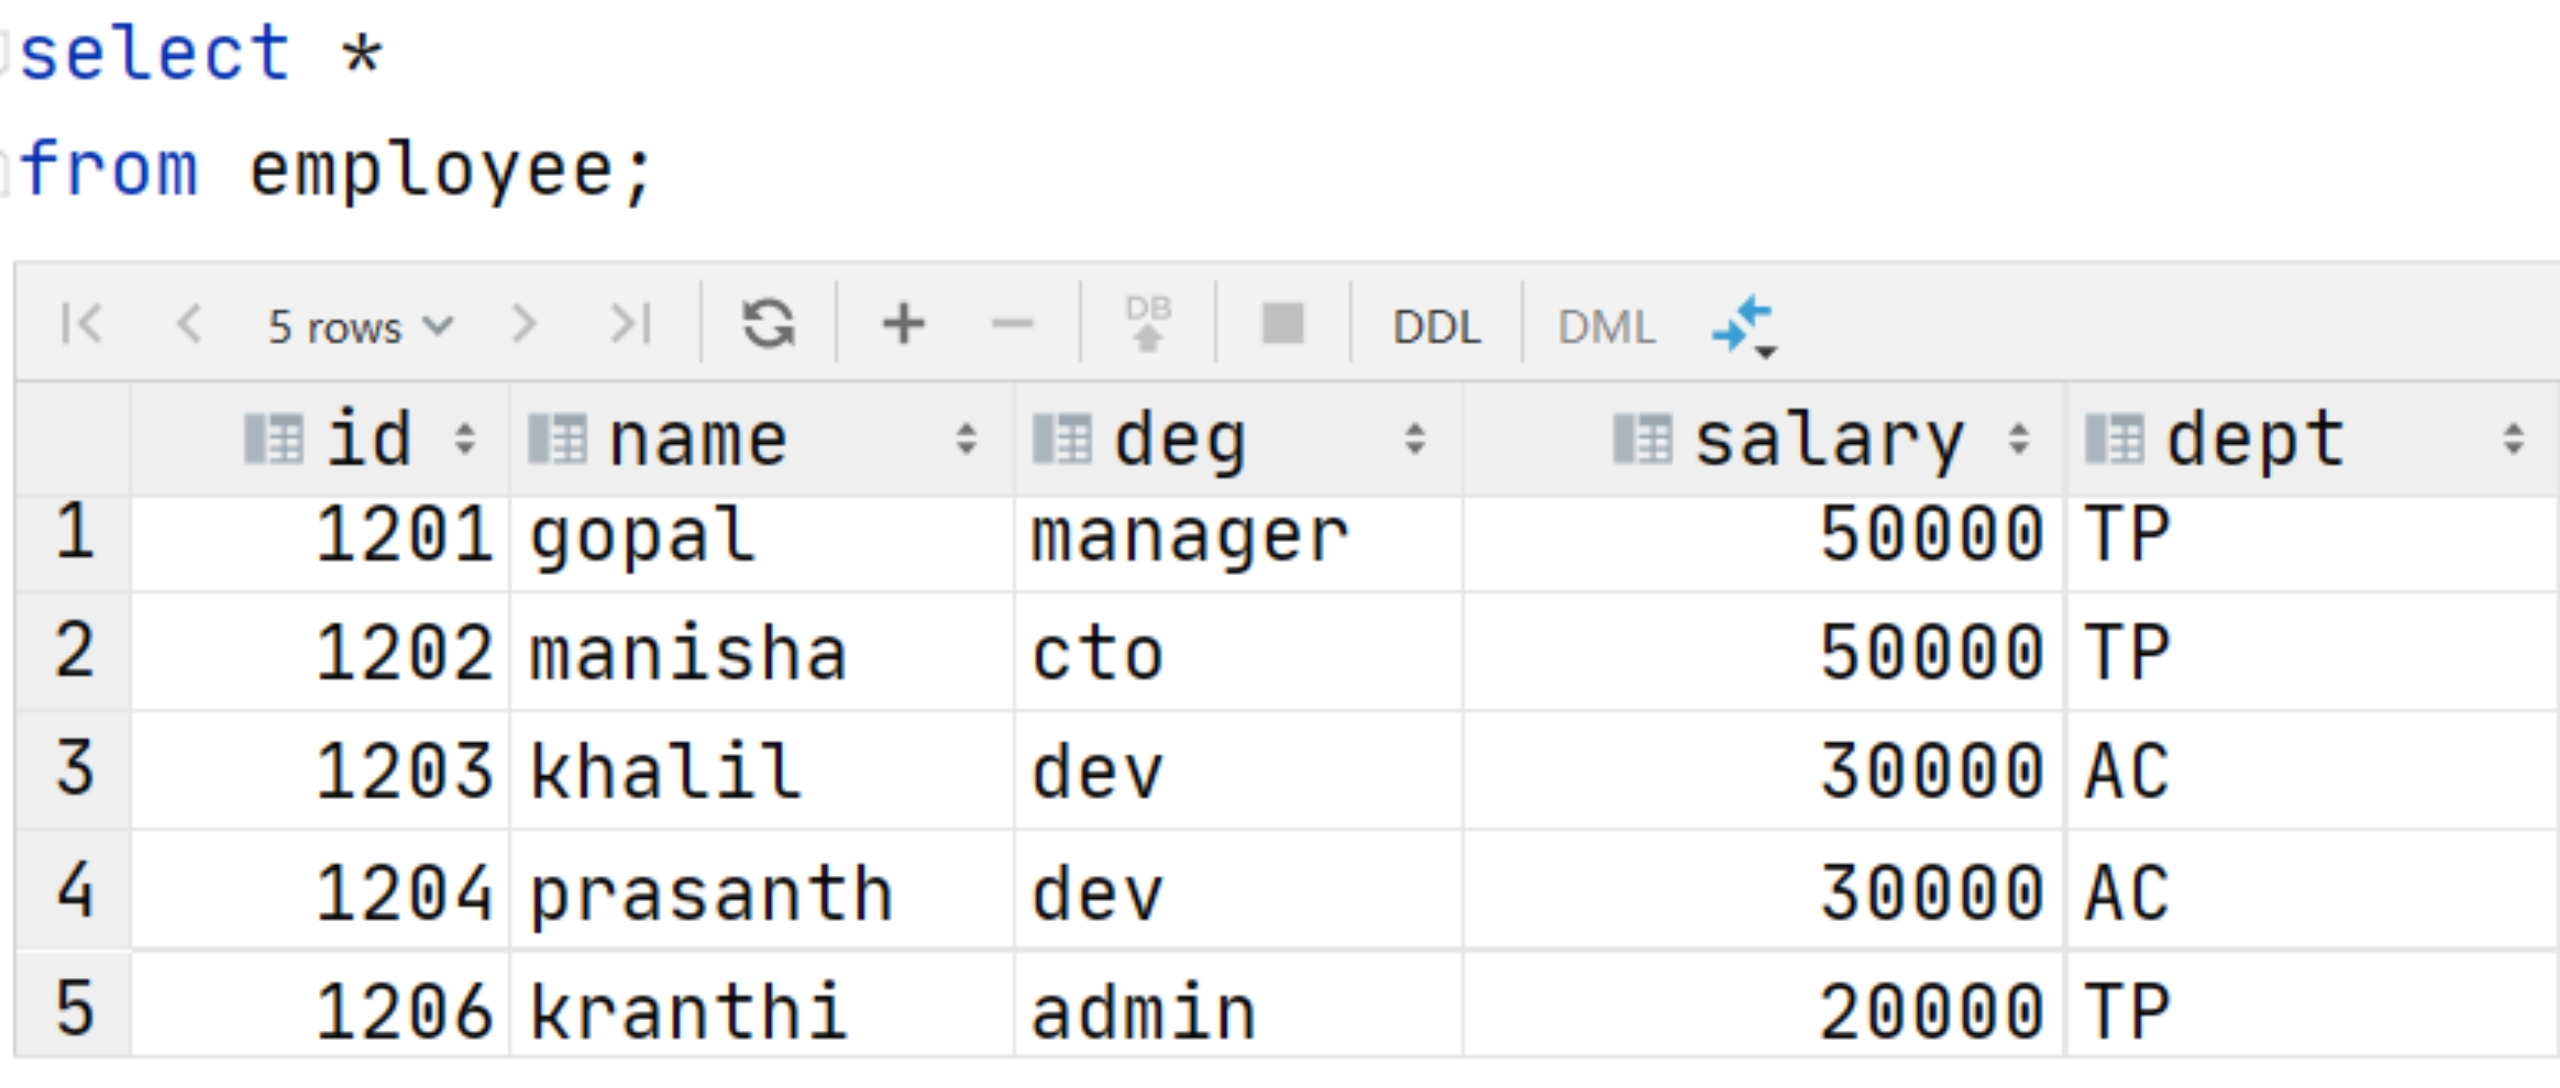 select *
from employee;
5 rows DB DDL DML
id name deg salary dept
1 1201 gopal manager 50000 TP
2 1202 manisha cto 50000 TP
3 1203 khalil dev 30000 AC
4 1204 prasanth dev 30000 AC
5 1206 kranthi admin 20000 TP